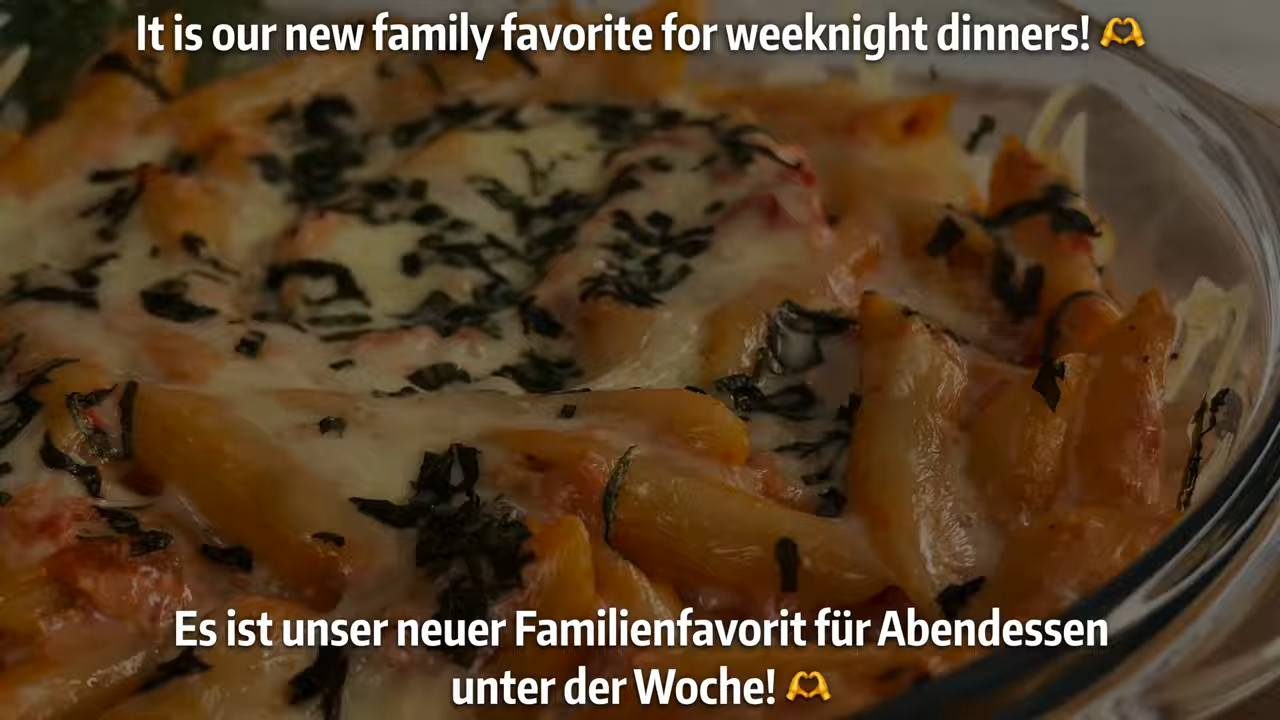 It is our new family favorite for weeknight dinners! 🫶
Es ist unser neuer Familienfavorit für Abendessen
unter der Woche! 🫶